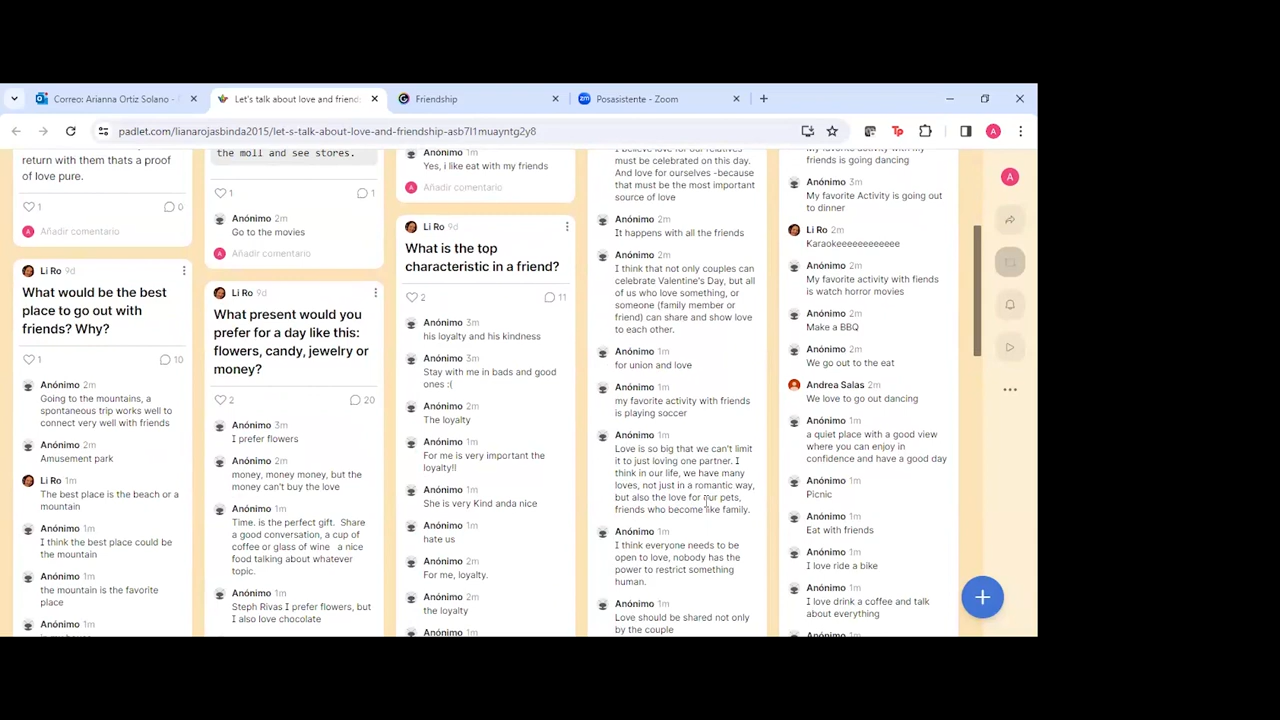 Correo: Arianna Ortiz Solano -
Let's talk about love and friend
Friendship
Posasistente - Zoom
padlet.com/lianarojasbinda2015/let-s-talk-about-love-and-friendship-asb7l1muayntg2y8
Tp
A
return with them thats a proof
of love pure.
1
0
A
Añadir comentario
Li Ro 9d
What would be the best
place to go out with
friends? Why?
1
10
Anónimo 2m
Going to the mountains, a
spontaneous trip works well to
connect very well with friends
Anónimo 2m
Amusement park
Li Ro 1m
The best place is the beach or a
mountain
Anónimo 1m
I think the best place could be
the mountain
Anónimo 1m
the mountain is the favorite
place
Anónimo 1m
the moll and see stores.
1
1
Anónimo 2m
Go to the movies
A
Añadir comentario
Li Ro 9d
What present would you
prefer for a day like this:
flowers, candy, jewelry or
money?
2
20
Anónimo 3m
I prefer flowers
Anónimo 2m
money, money money, but the
money can't buy the love
Anónimo 1m
Time. is the perfect gift. Share
a good conversation, a cup of
coffee or glass of wine a nice
food talking about whatever
topic.
Anónimo 1m
Steph Rivas I prefer flowers, but
I also love chocolate
Anónimo 1m
Yes, i like eat with my friends
A
Añadir comentario
Li Ro 9d
What is the top
characteristic in a friend?
2
11
Anónimo 3m
his loyalty and his kindness
Anónimo 3m
Stay with me in bads and good
ones :(
Anónimo 2m
The loyalty
Anónimo 1m
For me is very important the
loyalty!!
Anónimo 1m
She is very Kind anda nice
Anónimo 1m
hate us
Anónimo 2m
For me, loyalty.
Anónimo 2m
the loyalty
Anónimo 1m
I believe love for our relatives
must be celebrated on this day.
And love for ourselves -because
that must be the most important
source of love
Anónimo 2m
It happens with all the friends
Anónimo 2m
I think that not only couples can
celebrate Valentine's Day, but all
of us who love something, or
someone (family member or
friend) can share and show love
to each other.
Anónimo 1m
for union and love
Anónimo 1m
my favorite activity with friends
is playing soccer
Anónimo 1m
Love is so big that we can't limit
it to just loving one partner. I
think in our life, we have many
loves, not just in a romantic way,
but also the love for our pets,
friends who become like family.
Anónimo 1m
I think everyone needs to be
open to love, nobody has the
power to restrict something
human.
Anónimo 1m
Love should be shared not only
by the couple
My favorite activity with my
friends is going dancing
Anónimo 3m
My favorite Activity is going out
to dinner
Li Ro 2m
Karaokeeeeeeeeeeee
Anónimo 2m
My favorite activity with fiends
is watch horror movies
Anónimo 2m
Make a BBQ
Anónimo 2m
We go out to the eat
Andrea Salas 2m
We love to go out dancing
Anónimo 1m
a quiet place with a good view
where you can enjoy in
confidence and have a good day
Anónimo 1m
Picnic
Anónimo 1m
Eat with friends
Anónimo 1m
I love ride a bike
Anónimo 1m
I love drink a coffee and talk
about everything
Anónimo 1m
A